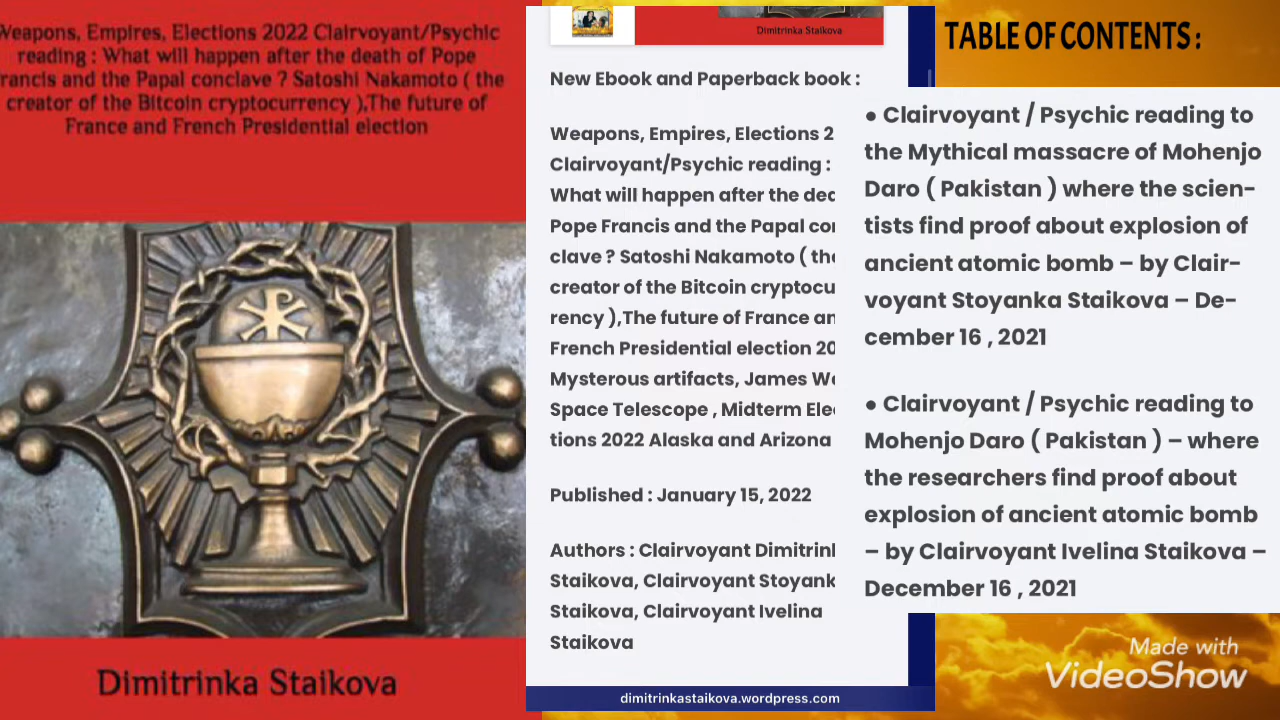 Weapons, Empires, Elections 2022 Clairvoyant/Psychic
reading : What will happen after the death of Pope
rancis and the Papal conclave ? Satoshi Nakamoto ( the
creator of the Bitcoin cryptocurrency ),The future of
France and French Presidential election
Dimitrinka Staikova
Dimitrinka Staikova
New Ebook and Paperback book :
Weapons, Empires, Elections 2
Clairvoyant/Psychic reading :
What will happen after the dea
Pope Francis and the Papal con
clave ? Satoshi Nakamoto ( the
creator of the Bitcoin cryptocu
rency ),The future of France an
French Presidential election 20
Mysterous artifacts, James We
Space Telescope , Midterm Elec
tions 2022 Alaska and Arizona
Published : January 15, 2022
Authors : Clairvoyant Dimitrink
Staikova, Clairvoyant Stoyank
Staikova, Clairvoyant Ivelina
Staikova
dimitrinkastaikova.wordpress.com
TABLE OF CONTENTS :
● Clairvoyant / Psychic reading to
the Mythical massacre of Mohenjo
Daro ( Pakistan ) where the scien-
tists find proof about explosion of
ancient atomic bomb – by Clair-
voyant Stoyanka Staikova – De-
cember 16 , 2021
● Clairvoyant / Psychic reading to
Mohenjo Daro ( Pakistan ) – where
the researchers find proof about
explosion of ancient atomic bomb
– by Clairvoyant Ivelina Staikova –
December 16 , 2021
Made with
VideoShow